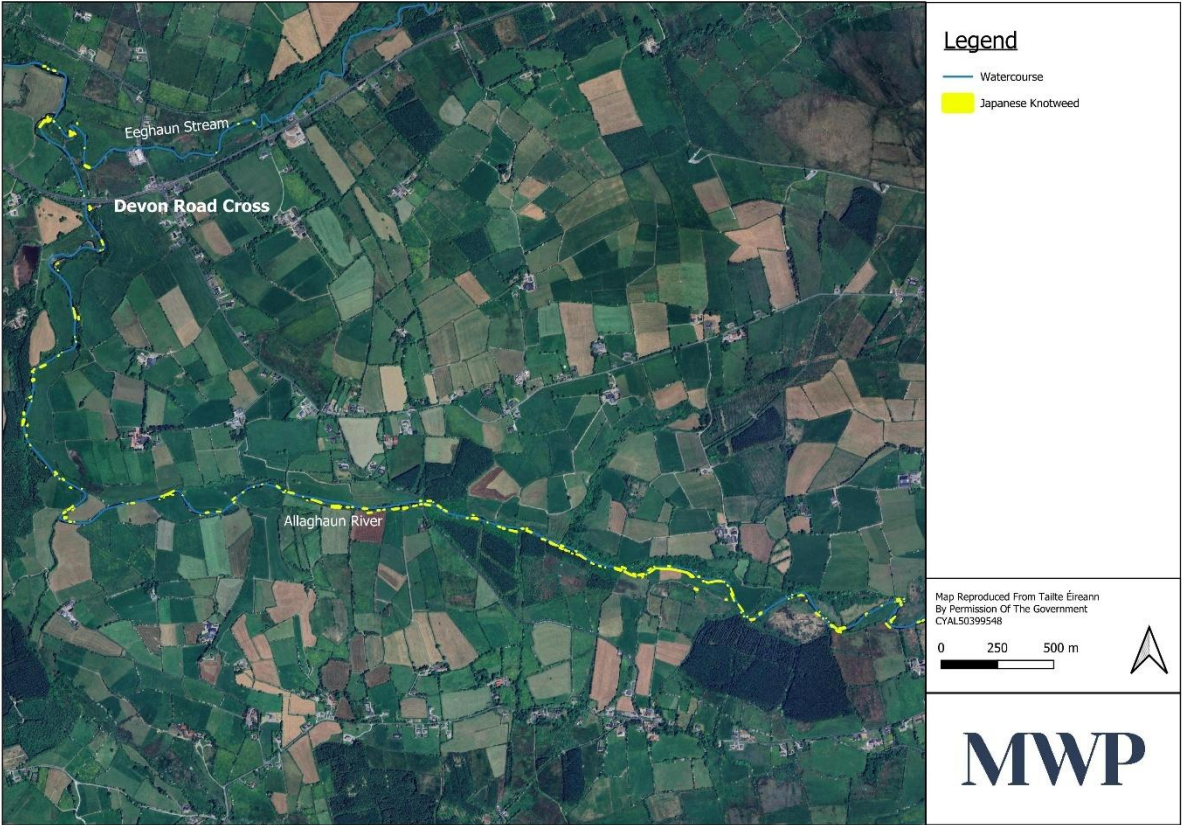 Eeghaun Stream
Devon Road Cross
Allaghaun River
Legend
Watercourse
Japanese Knotweed
Map Reproduced From Tailte Éireann
By Permission Of The Government
CYAL50399548
0 250 500 m
MWP